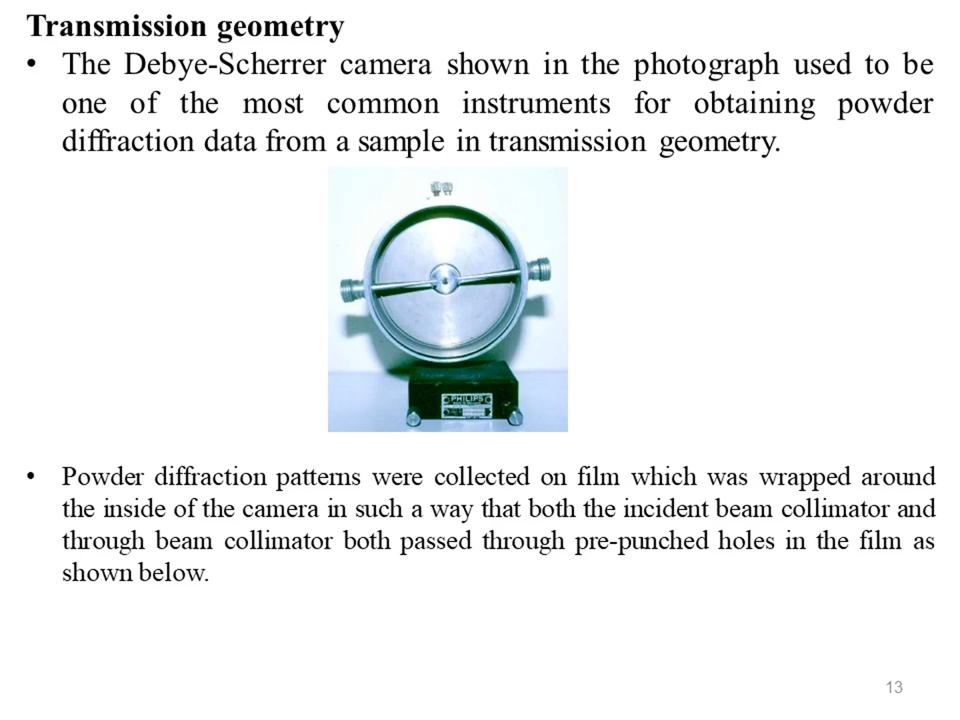 Transmission geometry
• The Debye-Scherrer camera shown in the photograph used to be
one of the most common instruments for obtaining powder
diffraction data from a sample in transmission geometry.
PHILIPS
• Powder diffraction patterns were collected on film which was wrapped around
the inside of the camera in such a way that both the incident beam collimator and
through beam collimator both passed through pre-punched holes in the film as
shown below.
13